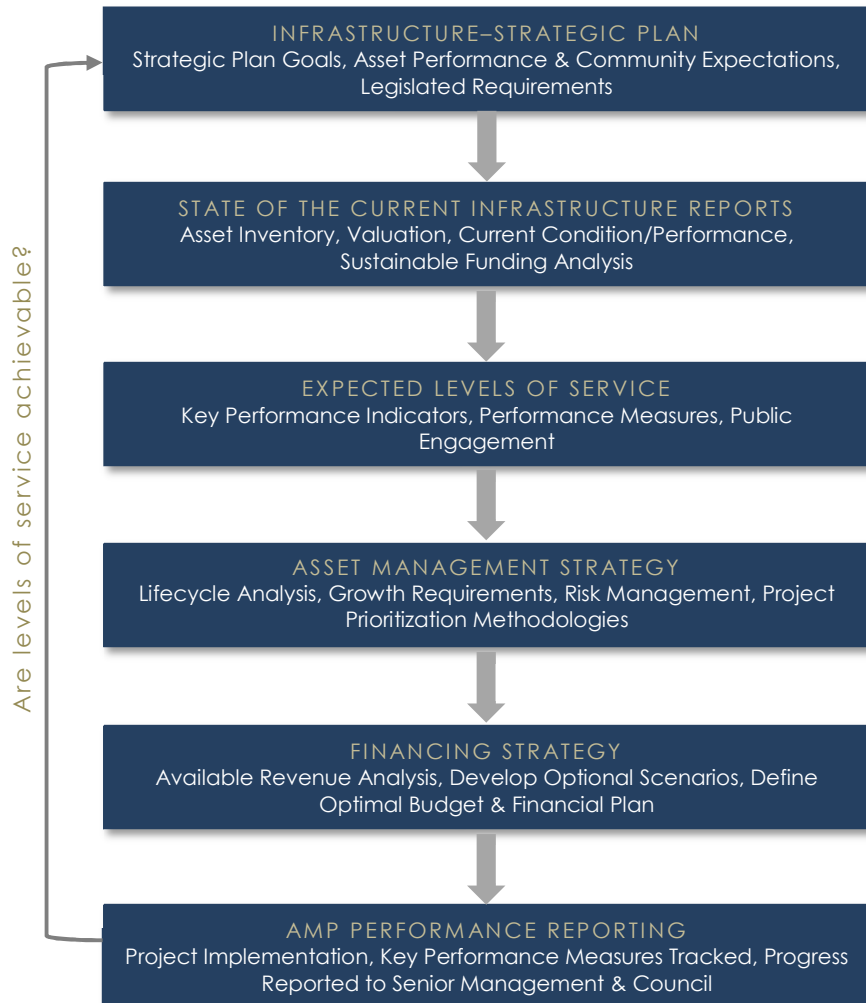 INFRASTRUCTURE–STRATEGIC PLAN
Strategic Plan Goals, Asset Performance & Community Expectations,
Legislated Requirements
STATE OF THE CURRENT INFRASTRUCTURE REPORTS
Asset Inventory, Valuation, Current Condition/Performance,
Sustainable Funding Analysis
EXPECTED LEVELS OF SERVICE
Key Performance Indicators, Performance Measures, Public
Engagement
ASSET MANAGEMENT STRATEGY
Lifecycle Analysis, Growth Requirements, Risk Management, Project
Prioritization Methodologies
FINANCING STRATEGY
Available Revenue Analysis, Develop Optional Scenarios, Define
Optimal Budget & Financial Plan
AMP PERFORMANCE REPORTING
Project Implementation, Key Performance Measures Tracked, Progress
Reported to Senior Management & Council
Are levels of service achievable?